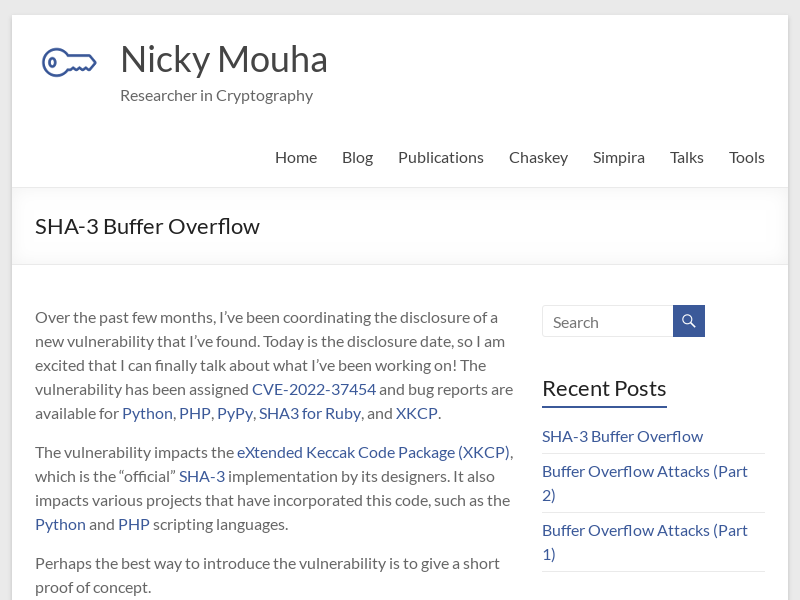 Nicky Mouha
Researcher in Cryptography
Home Blog Publications Chaskey Simpira Talks Tools
SHA-3 Buffer Overflow
Over the past few months, I’ve been coordinating the disclosure of a
new vulnerability that I’ve found. Today is the disclosure date, so I am
excited that I can finally talk about what I’ve been working on! The
vulnerability has been assigned CVE-2022-37454 and bug reports are
available for Python, PHP, PyPy, SHA3 for Ruby, and XKCP.
The vulnerability impacts the eXtended Keccak Code Package (XKCP),
which is the “official” SHA-3 implementation by its designers. It also
impacts various projects that have incorporated this code, such as the
Python and PHP scripting languages.
Perhaps the best way to introduce the vulnerability is to give a short
proof of concept.
Search
Recent Posts
SHA-3 Buffer Overflow
Buffer Overflow Attacks (Part
2)
Buffer Overflow Attacks (Part
1)